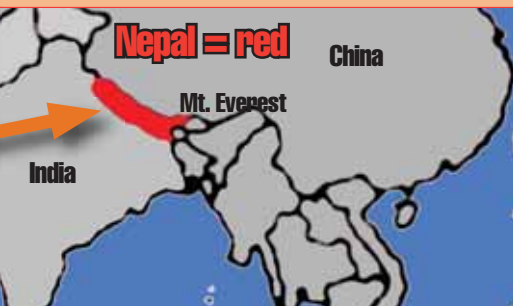 Nepal = red
China
Mt. Everest
India